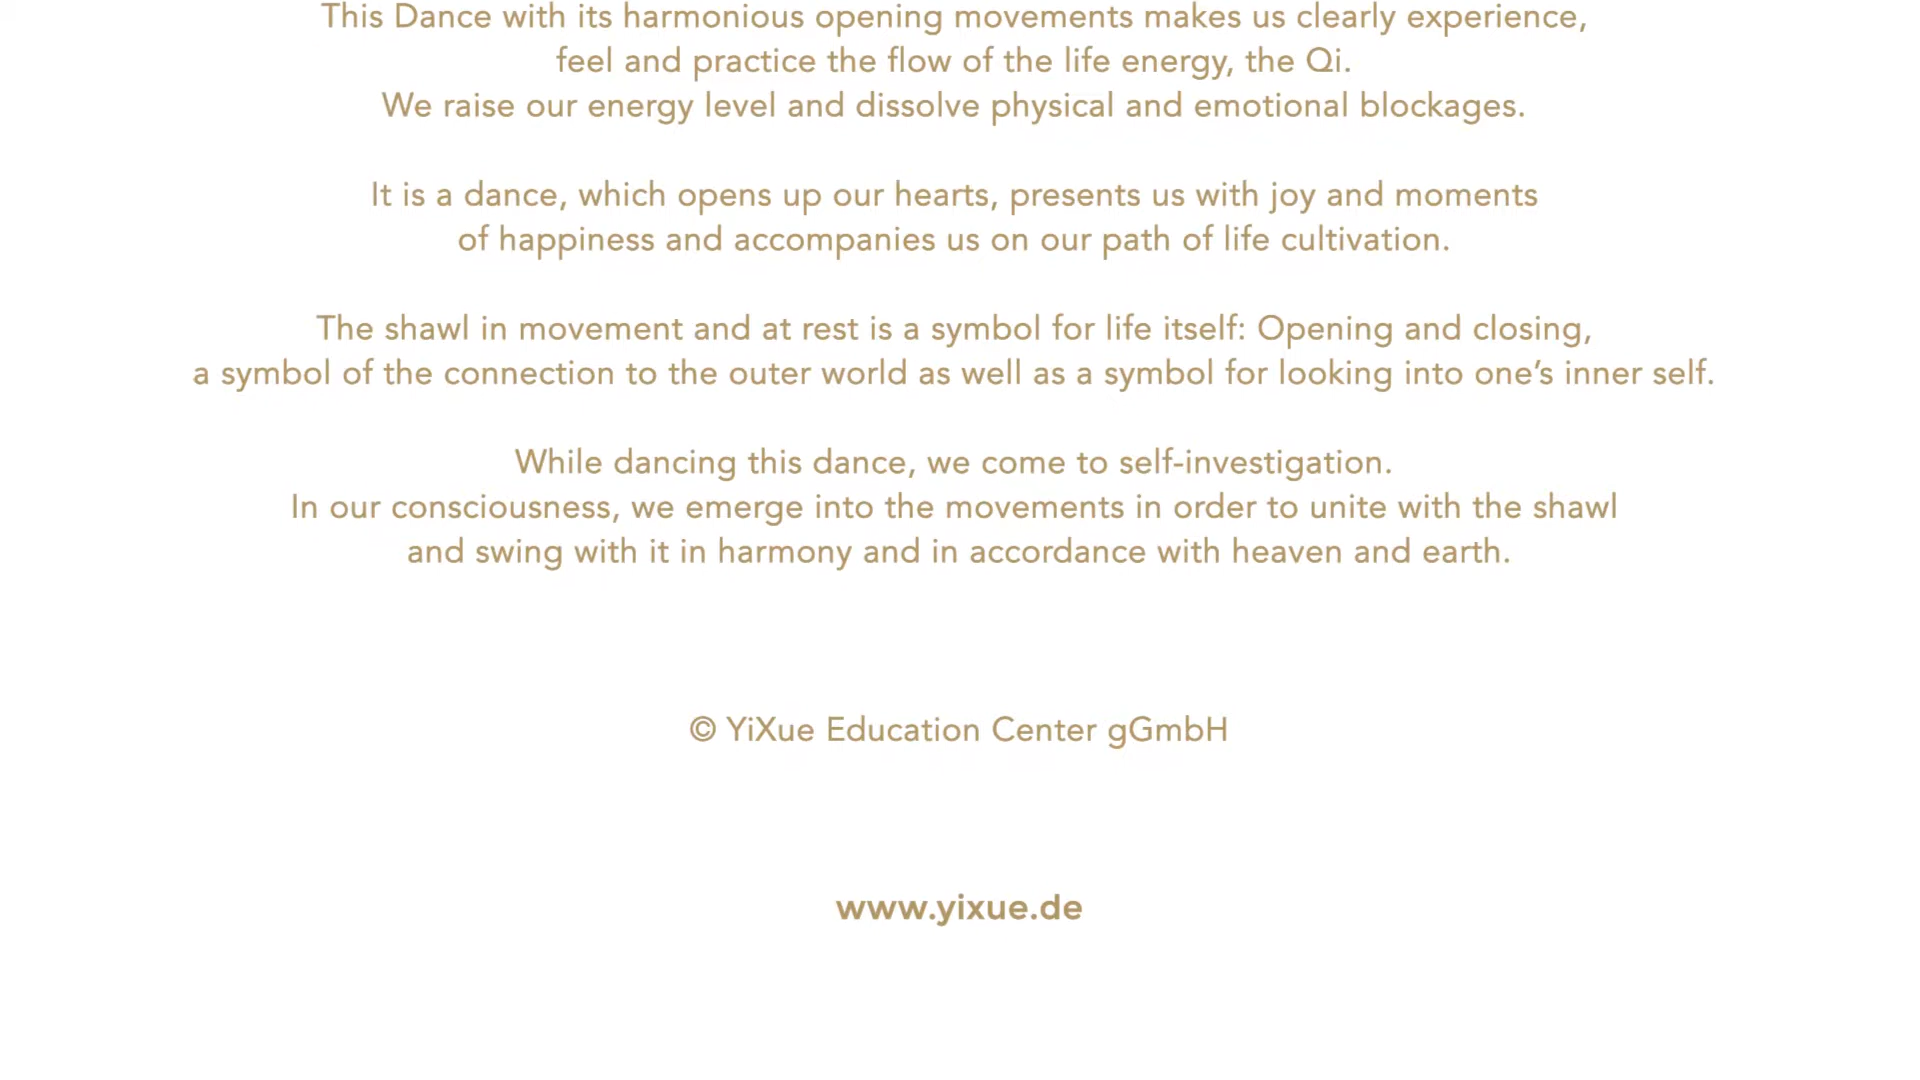 This Dance with its harmonious opening movements makes us clearly experience,
feel and practice the flow of the life energy, the Qi.
We raise our energy level and dissolve physical and emotional blockages.
It is a dance, which opens up our hearts, presents us with joy and moments
of happiness and accompanies us on our path of life cultivation.
The shawl in movement and at rest is a symbol for life itself: Opening and closing,
a symbol of the connection to the outer world as well as a symbol for looking into one’s inner self.
While dancing this dance, we come to self-investigation.
In our consciousness, we emerge into the movements in order to unite with the shawl
and swing with it in harmony and in accordance with heaven and earth.
© YiXue Education Center gGmbH
www.yixue.de